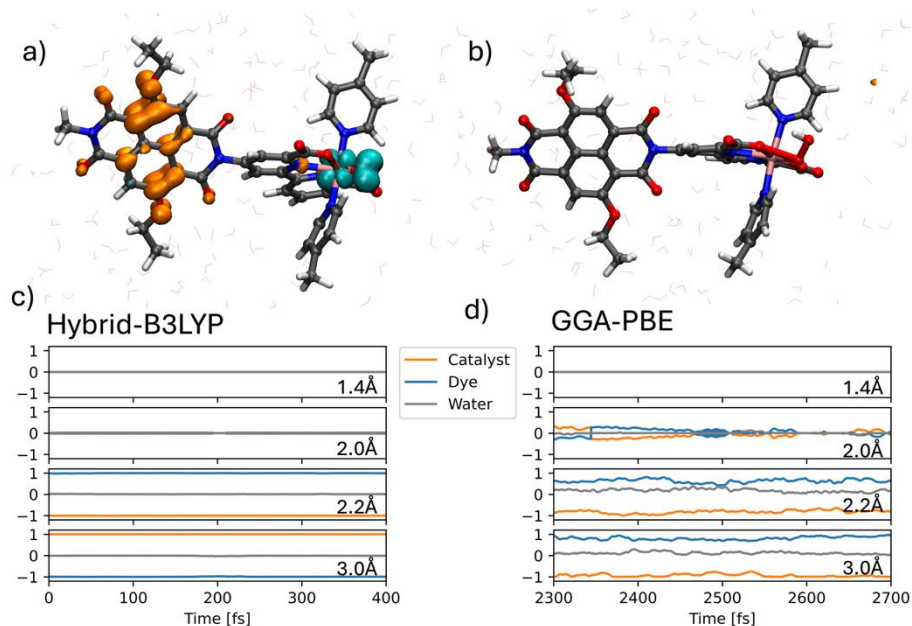 a)
b)
c)
Hybrid-B3LYP
d)
GGA-PBE
1
0
−1
1.4Å
1
0
−1
2.0Å
1
0
−1
2.2Å
1
0
−1
3.0Å
0
100
200
300
400
Time [fs]
Catalyst
Dye
Water
1
0
−1
1.4Å
1
0
−1
2.0Å
1
0
−1
2.2Å
1
0
−1
3.0Å
2300
2400
2500
2600
2700
Time [fs]